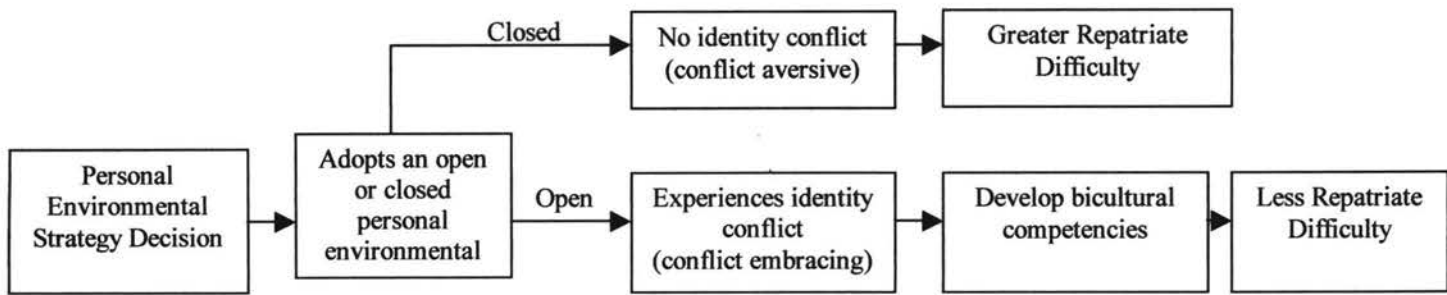 Personal
Environmental
Strategy Decision
Adopts an open
or closed
personal
environmental
Closed
No identity conflict
(conflict aversive)
Greater Repatriate
Difficulty
Open
Experiences identity
conflict
(conflict embracing)
Develop bicultural
competencies
Less Repatriate
Difficulty